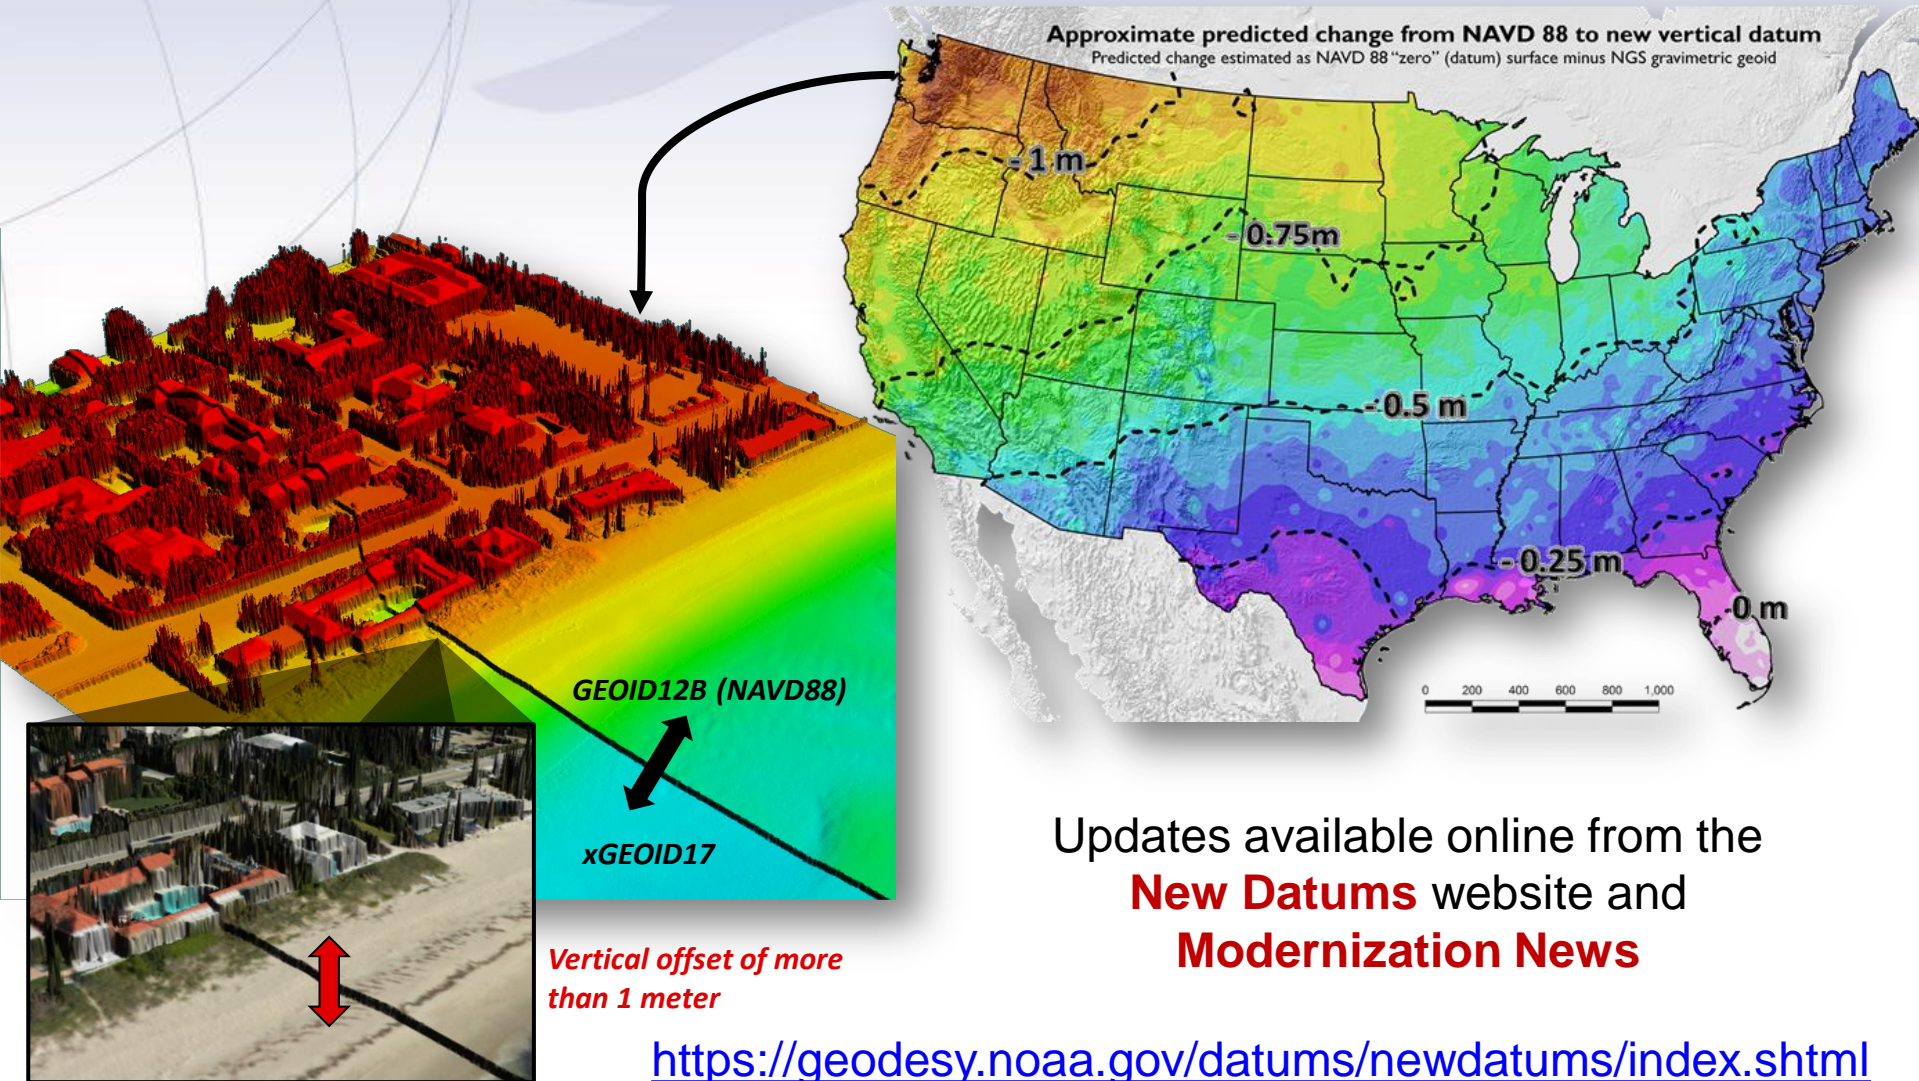 Approximate predicted change from NAVD 88 to new vertical datum
Predicted change estimated as NAVD 88 "zero" (datum) surface minus NGS gravimetric geoid
- 1 m
- 0.75m
- 0.5 m
- 0.25 m
0 m
0 200 400 600 800 1,000
GEOID12B (NAVD88)
xGEOID17
Vertical offset of more
than 1 meter
Updates available online from the
New Datums website and
Modernization News
https://geodesy.noaa.gov/datums/newdatums/index.shtml